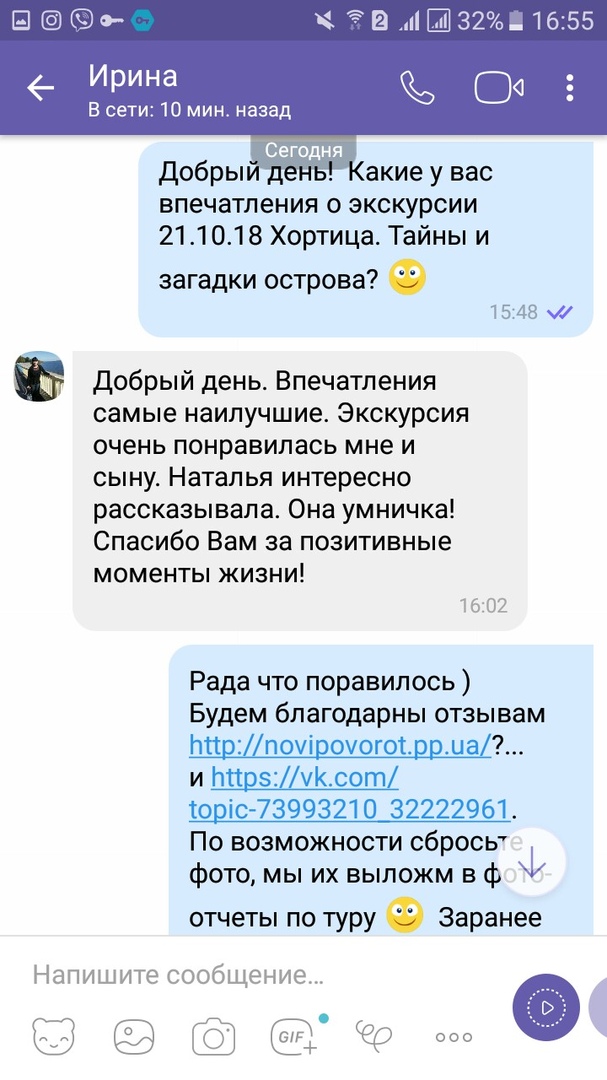 2
32%
16:55
Ирина
В сети: 10 мин. назад
Сегодня
Добрый день! Какие у вас
впечатления о экскурсии
21.10.18 Хортица. Тайны и
загадки острова?
15:48
Добрый день. Впечатления
самые наилучшие. Экскурсия
очень понравилась мне и
сыну. Наталья интересно
рассказывала. Она умничка!
Спасибо Вам за позитивные
моменты жизни!
16:02
Рада что поравилось )
Будем благодарны отзывам
http://novipovorot.pp.ua/?...
и https://vk.com/
topic-73993210_32222961.
По возможности сбросьте
фото, мы их выложм в фото-
отчеты по туру Заранее
Напишите сообщение...
GIF